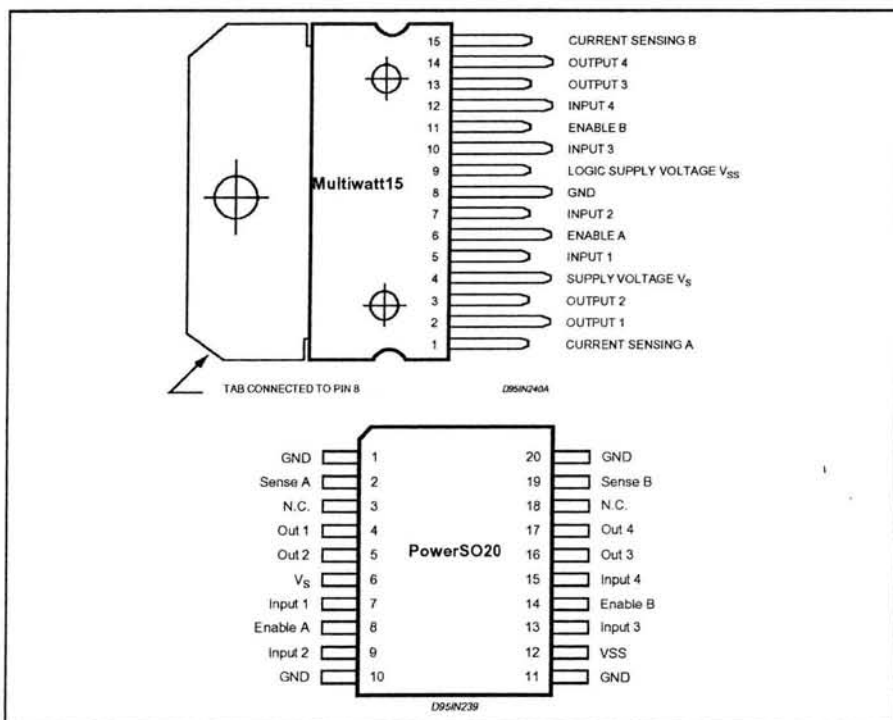 15 CURRENT SENSING B
14 OUTPUT 4
13 OUTPUT 3
12 INPUT 4
11 ENABLE B
10 INPUT 3
9 LOGIC SUPPLY VOLTAGE VSS
Multiwatt15
8 GND
7 INPUT 2
6 ENABLE A
5 INPUT 1
4 SUPPLY VOLTAGE VS
3 OUTPUT 2
2 OUTPUT 1
1 CURRENT SENSING A
TAB CONNECTED TO PIN 8
D95IN240A
GND 1 20 GND
Sense A 2 19 Sense B
N.C. 3 18 N.C.
Out 1 4 17 Out 4
Out 2 5 PowerSO20 16 Out 3
VS 6 15 Input 4
Input 1 7 14 Enable B
Enable A 8 13 Input 3
Input 2 9 12 VSS
GND 10 11 GND
D95IN239